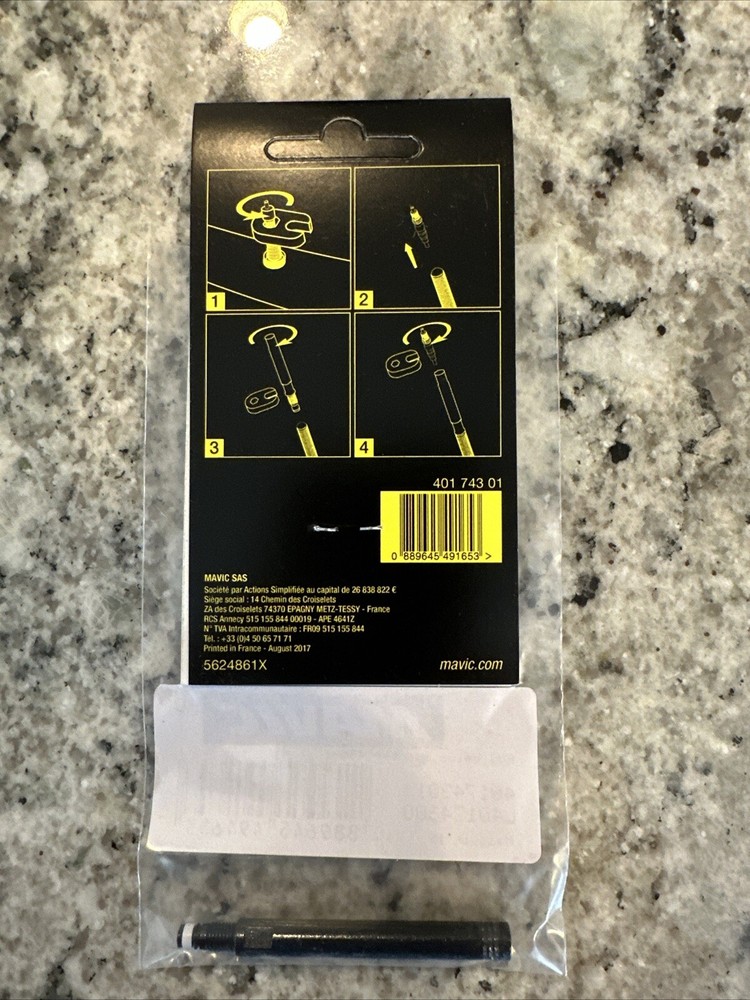 1
2
3
4
401 743 01
0 889645 491653 >
MAVIC SAS
Société par Actions Simplifiée au capital de 26 838 822 €
Siège social : 14 Chemin des Croiselets
ZA des Croiselets 74370 EPAGNY METZ-TESSY - France
RCS Annecy 515 155 844 00019 - APE 4641Z
N° TVA Intracommunautaire : FR09 515 155 844
Tél. : +33 (0)4 50 65 71 71
Printed in France - August 2017
5624861X
mavic.com